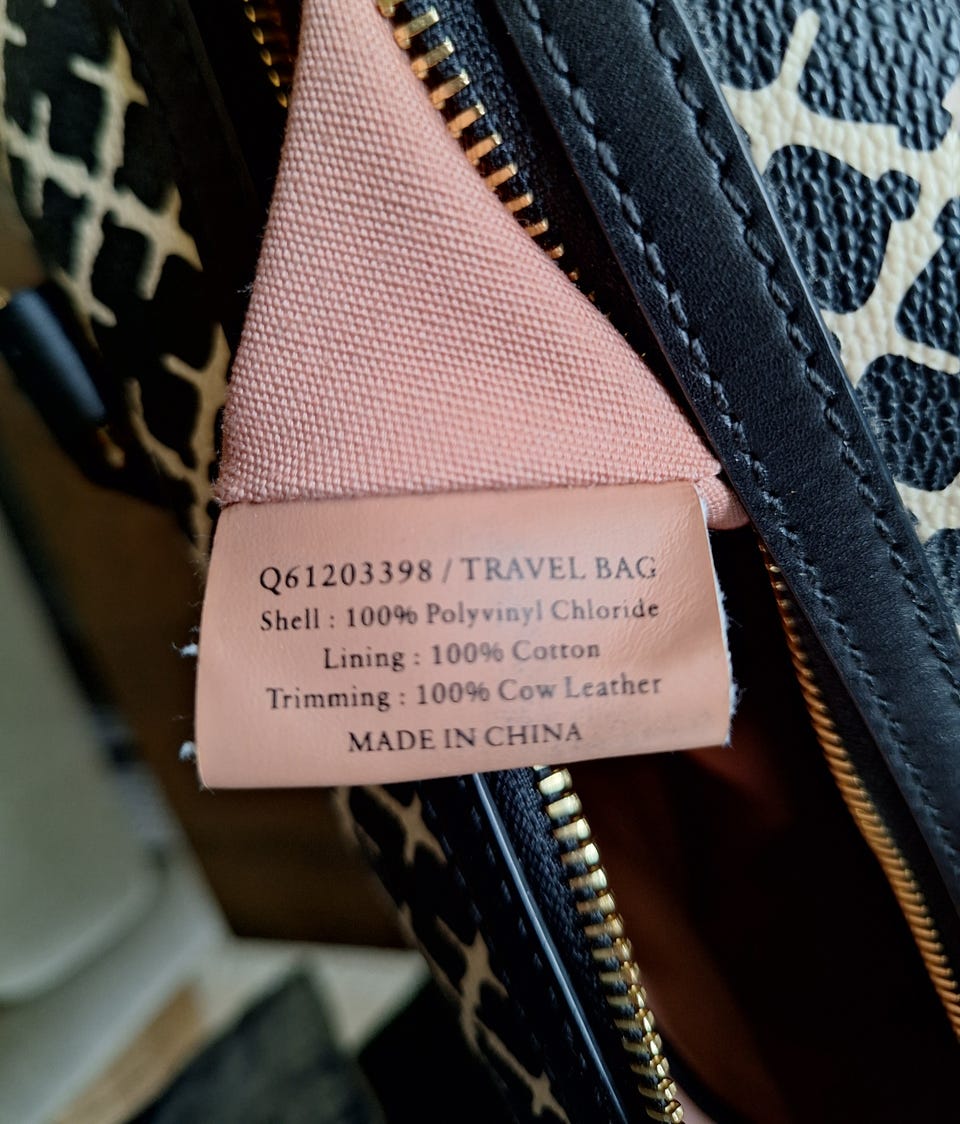 Q61203398 / TRAVEL BAG
Shell : 100% Polyvinyl Chloride
Lining : 100% Cotton
Trimming : 100% Cow Leather
MADE IN CHINA